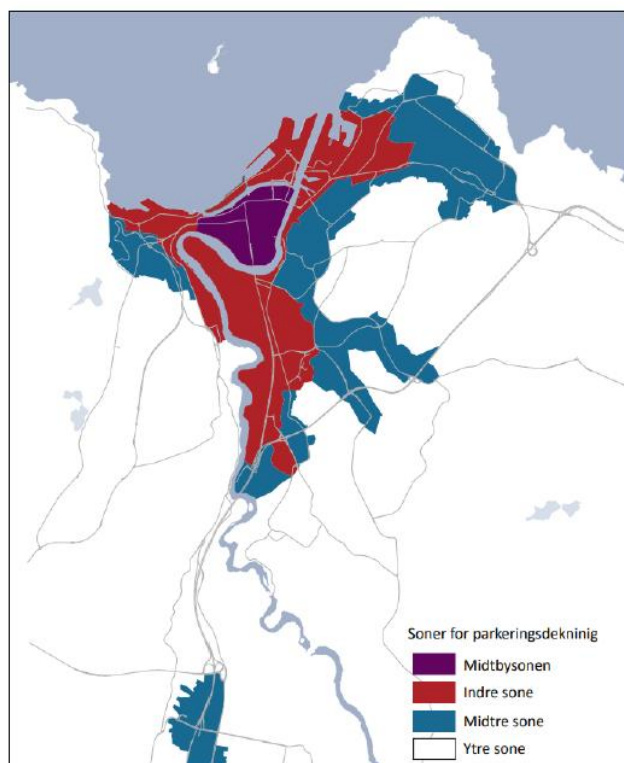 Soner for parkeringsdekninig
Midtbysonen
Indre sone
Midtre sone
Ytre sone